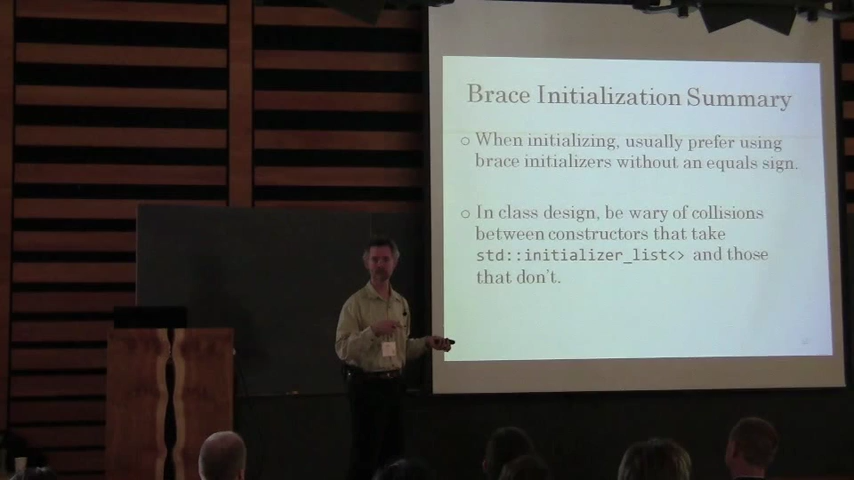 Brace Initialization Summary
○ When initializing, usually prefer using
brace initializers without an equals sign.
○ In class design, be wary of collisions
between constructors that take
std::initializer_list<> and those
that don't.